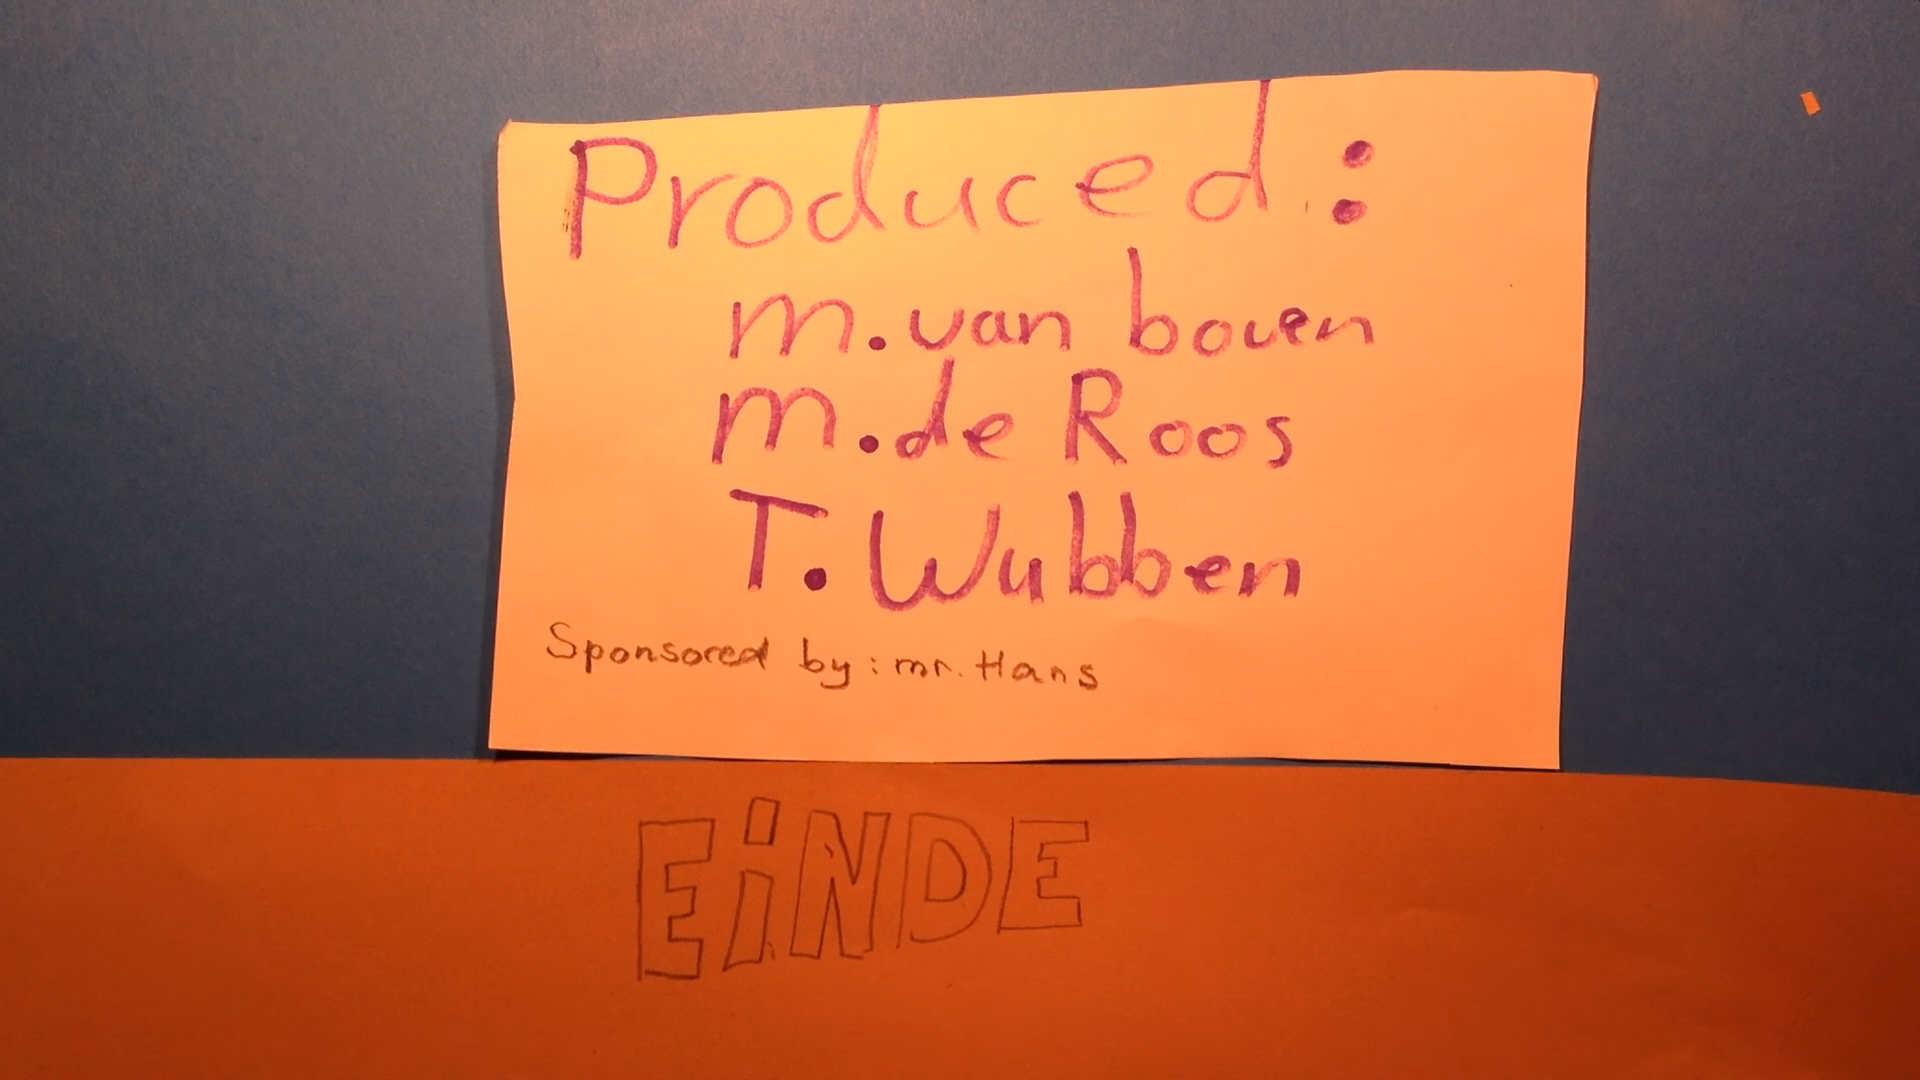 Produced:
m. van boven
m. de Roos
T. Wubben
Sponsored by: mr. Hans
EiNDE